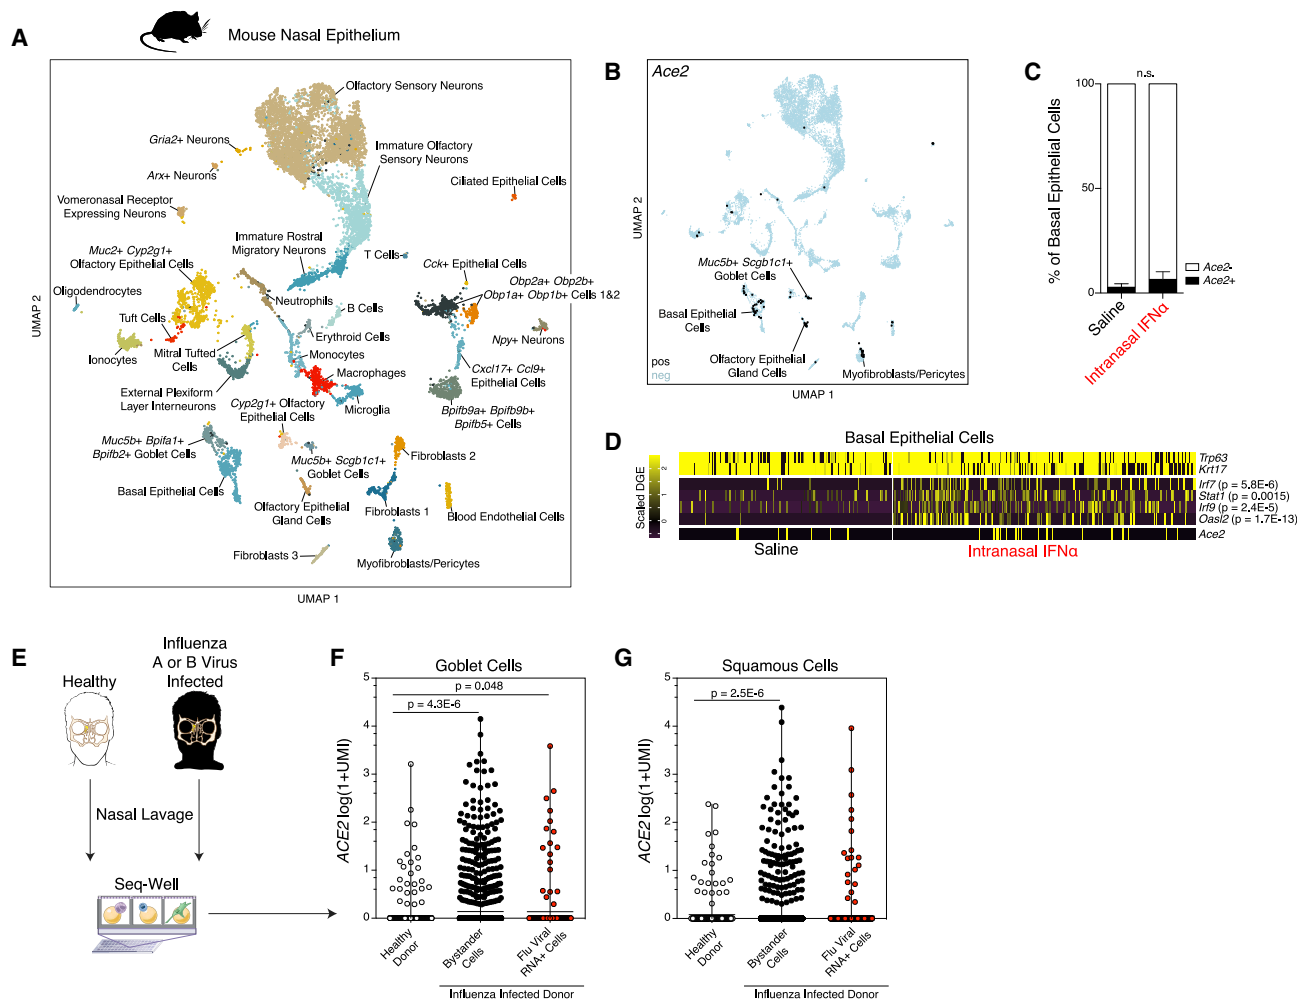 A
Mouse Nasal Epithelium
Olfactory Sensory Neurons
Gria2+ Neurons
Immature Olfactory
Sensory Neurons
Arx+ Neurons
Ciliated Epithelial Cells
Vomeronasal Receptor
Expressing Neurons
Immature Rostral
Migratory Neurons
T Cells
Muc2+ Cyp2g1+
Olfactory Epithelial Cells
Cck+ Epithelial Cells
Obp2a+ Obp2b+
Obp1a+ Obp1b+ Cells 1&2
Oligodendrocytes
Neutrophils
B Cells
Tuft Cells
Erythroid Cells
Npy+
Neurons
Ionocytes
Mitral Tufted
Cells
Monocytes
Macrophages
Cxcl17+ Ccl9+
Epithelial Cells
External Plexiform
Layer Interneurons
Microglia
Cyp2g1+ Olfactory
Epithelial Cells
Bpifb9a+ Bpifb9b+
Bpifb5+ Cells
Muc5b+ Bpifa1+
Bpifb2+ Goblet Cells
Muc5b+ Scgb1c1+
Goblet Cells
Fibroblasts 2
Basal Epithelial Cells
Olfactory Epithelial
Gland Cells
Fibroblasts 1
Blood Endothelial Cells
Fibroblasts 3
Myofibroblasts/Pericytes
UMAP 2
UMAP 1
B
Ace2
Muc5b+ Scgb1c1+
Goblet Cells
Basal Epithelial
Cells
Olfactory Epithelial
Gland Cells
Myofibroblasts/Pericytes
pos
neg
UMAP 2
UMAP 1
C
n.s.
% of Basal Epithelial Cells
100
50
0
Ace2-
Ace2+
Saline
Intranasal IFNα
D
Basal Epithelial Cells
Scaled DGE
2
1
0
Trp63
Krt17
Irf7 (p = 5.8E-6)
Stat1 (p = 0.0015)
Irf9 (p = 2.4E-5)
Oasl2 (p = 1.7E-13)
Ace2
Saline
Intranasal IFNα
E
Healthy
Influenza
A or B Virus
Infected
Nasal Lavage
Seq-Well
F
Goblet Cells
p = 0.048
p = 4.3E-6
ACE2 log(1+UMI)
5
4
3
2
1
0
Healthy
Donor
Bystander
Cells
Flu Viral
RNA+ Cells
Influenza Infected Donor
G
Squamous Cells
p = 2.5E-6
ACE2 log(1+UMI)
5
4
3
2
1
0
Healthy
Donor
Bystander
Cells
Flu Viral
RNA+ Cells
Influenza Infected Donor